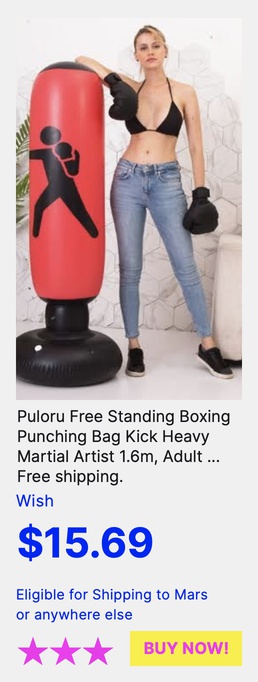 Puloru Free Standing Boxing
Punching Bag Kick Heavy
Martial Artist 1.6m, Adult ...
Free shipping.
Wish
$15.69
Eligible for Shipping to Mars
or anywhere else
BUY NOW!